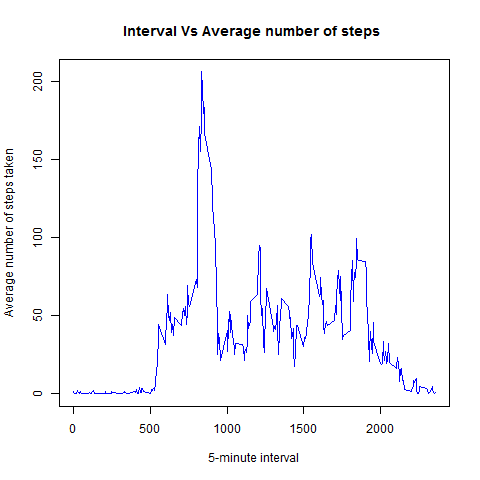 Interval Vs Average number of steps
Average number of steps taken
200
150
100
50
0
0 500 1000 1500 2000
5-minute interval